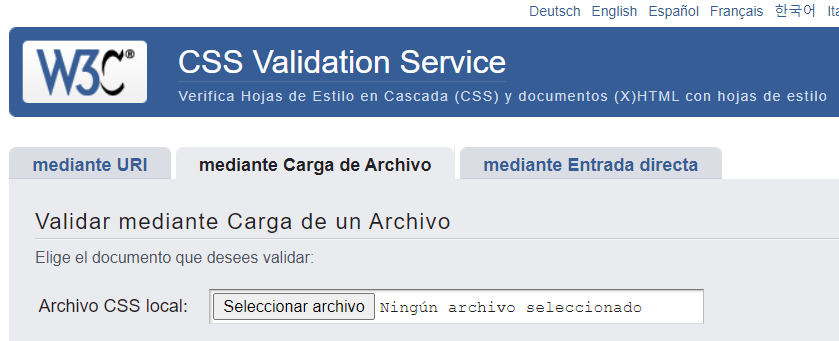 Deutsch English Español Français 한국어 Ita
W3C® CSS Validation Service
Verifica Hojas de Estilo en Cascada (CSS) y documentos (X)HTML con hojas de estilo
mediante URI mediante Carga de Archivo mediante Entrada directa
Validar mediante Carga de un Archivo
Elige el documento que desees validar:
Archivo CSS local: Seleccionar archivo Ningún archivo seleccionado